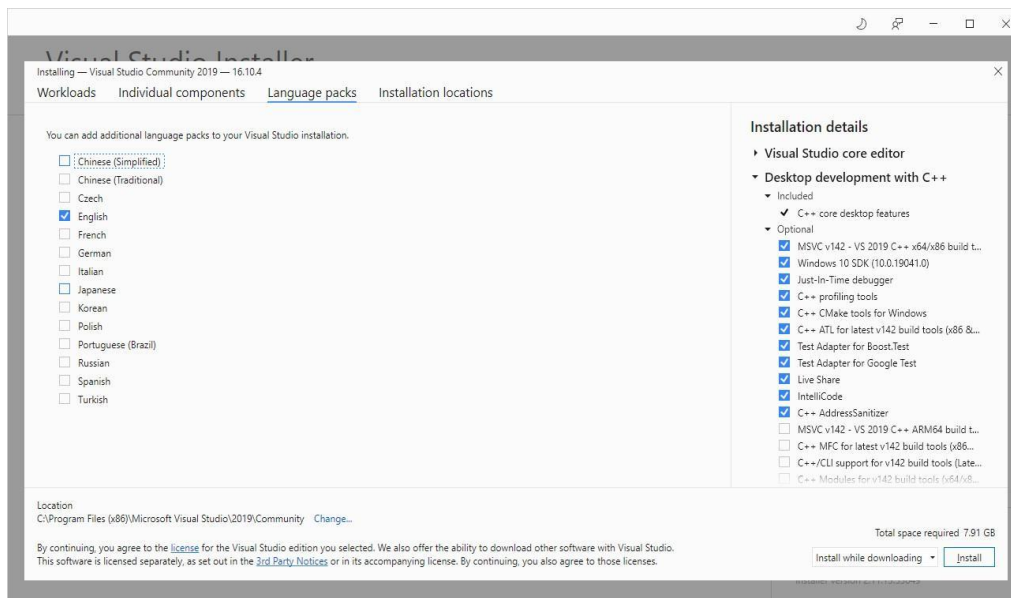 Visual Studio Installer
Installing — Visual Studio Community 2019 — 16.10.4
Workloads Individual components Language packs Installation locations
You can add additional language packs to your Visual Studio installation.
Chinese (Simplified)
Chinese (Traditional)
Czech
English
French
German
Italian
Japanese
Korean
Polish
Portuguese (Brazil)
Russian
Spanish
Turkish
Installation details
Visual Studio core editor
Desktop development with C++
Included
C++ core desktop features
Optional
MSVC v142 - VS 2019 C++ x64/x86 build t...
Windows 10 SDK (10.0.19041.0)
Just-In-Time debugger
C++ profiling tools
C++ CMake tools for Windows
C++ ATL for latest v142 build tools (x86 &...
Test Adapter for Boost.Test
Test Adapter for Google Test
Live Share
IntelliCode
C++ AddressSanitizer
MSVC v142 - VS 2019 C++ ARM64 build t...
C++ MFC for latest v142 build tools (x86...
C++/CLI support for v142 build tools (Late...
C++ Modules for v142 build tools (x64/x8...
Location
C:\Program Files (x86)\Microsoft Visual Studio\2019\Community Change...
By continuing, you agree to the license for the Visual Studio edition you selected. We also offer the ability to download other software with Visual Studio.
This software is licensed separately, as set out in the 3rd Party Notices or in its accompanying license. By continuing, you also agree to those licenses.
Total space required 7.91 GB
Install while downloading Install